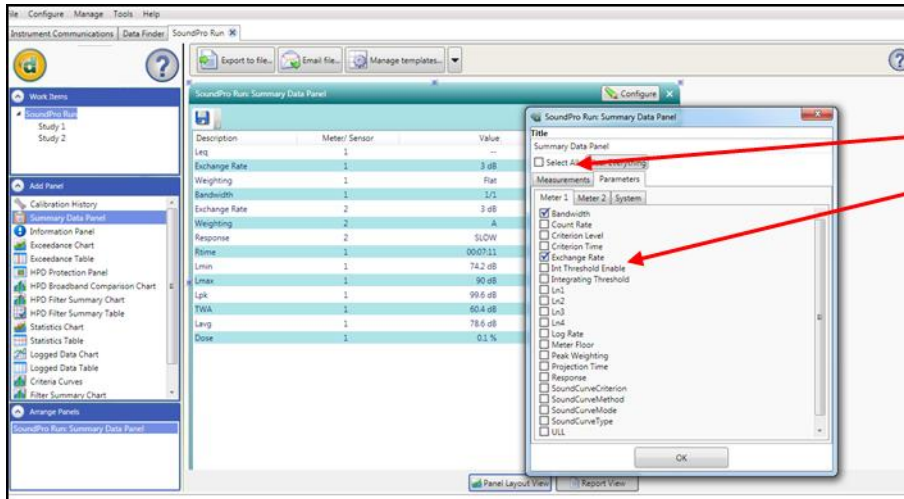 ile Configure Manage Tools Help
Instrument Communications Data Finder SoundPro Run
Export to file... Email file... Manage templates...
Work Items
SoundPro Run
Study 1
Study 2
Add Panel
Calibration History
Summary Data Panel
Information Panel
Exceedance Chart
Exceedance Table
HPD Protection Panel
HPD Broadband Comparison Chart
HPD Filter Summary Chart
HPD Filter Summary Table
Statistics Chart
Statistics Table
Logged Data Chart
Logged Data Table
Criteria Curves
Filter Summary Chart
Arrange Panels
SoundPro Run: Summary Data Panel
SoundPro Run: Summary Data Panel Configure
Description Meter/ Sensor Value
Leq 1 ---
Exchange Rate 1 3 dB
Weighting 1 Flat
Bandwidth 1 1/1
Exchange Rate 2 3 dB
Weighting 2 A
Response 2 SLOW
Rtime 1 00:07:11
Lmin 1 74.2 dB
Lmax 1 90 dB
Lpk 1 99.6 dB
TWA 1 60.4 dB
Lavg 1 78.6 dB
Dose 1 0.1 %
SoundPro Run: Summary Data Panel
Title
Summary Data Panel
Select All Everything
Measurements Parameters
Meter 1 Meter 2 System
Bandwidth
Count Rate
Criterion Level
Criterion Time
Exchange Rate
Int Threshold Enable
Integrating Threshold
Ln1
Ln2
Ln3
Ln4
Log Rate
Meter Floor
Peak Weighting
Projection Time
Response
SoundCurveCriterion
SoundCurveMethod
SoundCurveMode
SoundCurveType
ULL
OK
Panel Layout View Report View